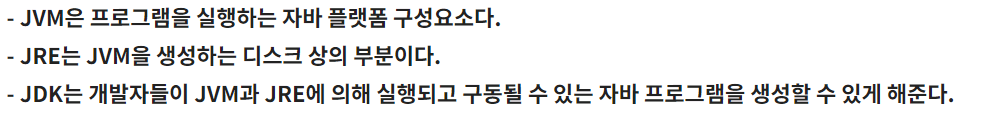 - JVM은 프로그램을 실행하는 자바 플랫폼 구성요소다.
- JRE는 JVM을 생성하는 디스크 상의 부분이다.
- JDK는 개발자들이 JVM과 JRE에 의해 실행되고 구동될 수 있는 자바 프로그램을 생성할 수 있게 해준다.